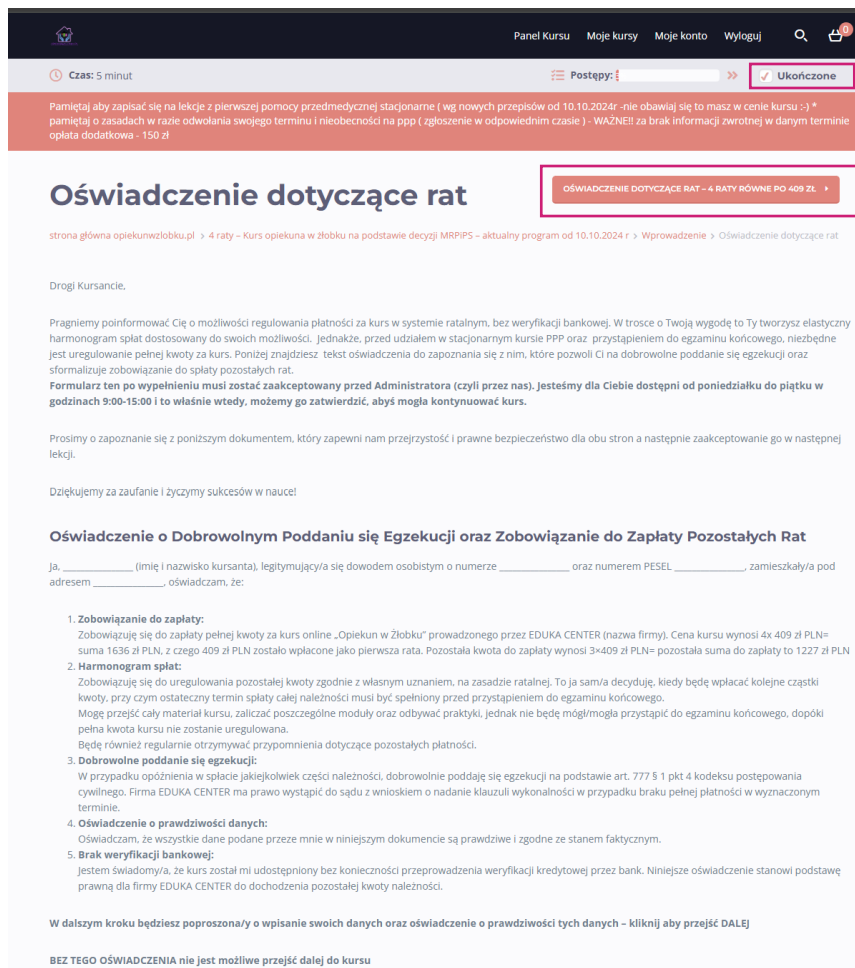 Panel Kursu Moje kursy Moje konto Wyloguj 0
Czas: 5 minut Postępy: Ukończone
Pamiętaj aby zapisać się na lekcje z pierwszej pomocy przedmedycznej stacjonarne ( wg nowych przepisów od 10.10.2024r -nie obawiaj się to masz w cenie kursu :-) *
pamiętaj o zasadach w razie odwołania swojego terminu i nieobecności na ppp ( zgłoszenie w odpowiednim czasie ) - WAŻNE!! za brak informacji zwrotnej w danym terminie
opłata dodatkowa - 150 zł
Oświadczenie dotyczące rat
OŚWIADCZENIE DOTYCZĄCE RAT – 4 RATY RÓWNE PO 409 ZŁ
strona główna opiekunwzlobku.pl > 4 raty – Kurs opiekuna w żłobku na podstawie decyzji MRPiPS – aktualny program od 10.10.2024 r > Wprowadzenie > Oświadczenie dotyczące rat
Drogi Kursancie,
Pragniemy poinformować Cię o możliwości regulowania płatności za kurs w systemie ratalnym, bez weryfikacji bankowej. W trosce o Twoją wygodę to Ty tworzysz elastyczny
harmonogram spłat dostosowany do swoich możliwości. Jednakże, przed udziałem w stacjonarnym kursie PPP oraz przystąpieniem do egzaminu końcowego, niezbędne
jest uregulowanie pełnej kwoty za kurs. Poniżej znajdziesz tekst oświadczenia do zapoznania się z nim, które pozwoli Ci na dobrowolne poddanie się egzekucji oraz
sformalizuje zobowiązanie do spłaty pozostałych rat.
Formularz ten po wypełnieniu musi zostać zaakceptowany przed Administratora (czyli przez nas). Jesteśmy dla Ciebie dostępni od poniedziałku do piątku w
godzinach 9:00-15:00 i to właśnie wtedy, możemy go zatwierdzić, abyś mogła kontynuować kurs.
Prosimy o zapoznanie się z poniższym dokumentem, który zapewni nam przejrzystość i prawne bezpieczeństwo dla obu stron a następnie zaakceptowanie go w następnej
lekcji.
Dziękujemy za zaufanie i życzymy sukcesów w nauce!
Oświadczenie o Dobrowolnym Poddaniu się Egzekucji oraz Zobowiązanie do Zapłaty Pozostałych Rat
Ja, ______________ (imię i nazwisko kursanta), legitymujący/a się dowodem osobistym o numerze ______________ oraz numerem PESEL ______________, zamieszkały/a pod
adresem ______________, oświadczam, że:
1. Zobowiązanie do zapłaty:
Zobowiązuję się do zapłaty pełnej kwoty za kurs online „Opiekun w Żłobku" prowadzonego przez EDUKA CENTER (nazwa firmy). Cena kursu wynosi 4x 409 zł PLN=
suma 1636 zł PLN, z czego 409 zł PLN zostało wpłacone jako pierwsza rata. Pozostała kwota do zapłaty wynosi 3×409 zł PLN= pozostała suma do zapłaty to 1227 zł PLN
2. Harmonogram spłat:
Zobowiązuję się do uregulowania pozostałej kwoty zgodnie z własnym uznaniem, na zasadzie ratalnej. To ja sam/a decyduję, kiedy będę wpłacać kolejne cząstki
kwoty, przy czym ostateczny termin spłaty całej należności musi być spełniony przed przystąpieniem do egzaminu końcowego.
Mogę przejść cały materiał kursu, zaliczać poszczególne moduły oraz odbywać praktyki, jednak nie będę mógł/mogła przystąpić do egzaminu końcowego, dopóki
pełna kwota kursu nie zostanie uregulowana.
Będę również regularnie otrzymywać przypomnienia dotyczące pozostałych płatności.
3. Dobrowolne poddanie się egzekucji:
W przypadku opóźnienia w spłacie jakiejkolwiek części należności, dobrowolnie poddaję się egzekucji na podstawie art. 777 § 1 pkt 4 kodeksu postępowania
cywilnego. Firma EDUKA CENTER ma prawo wystąpić do sądu z wnioskiem o nadanie klauzuli wykonalności w przypadku braku pełnej płatności w wyznaczonym
terminie.
4. Oświadczenie o prawdziwości danych:
Oświadczam, że wszystkie dane podane przeze mnie w niniejszym dokumencie są prawdziwe i zgodne ze stanem faktycznym.
5. Brak weryfikacji bankowej:
Jestem świadomy/a, że kurs został mi udostępniony bez konieczności przeprowadzenia weryfikacji kredytowej przez bank. Niniejsze oświadczenie stanowi podstawę
prawną dla firmy EDUKA CENTER do dochodzenia pozostałej kwoty należności.
W dalszym kroku będziesz poproszona/y o wpisanie swoich danych oraz oświadczenie o prawdziwości tych danych – kliknij aby przejść DALEJ
BEZ TEGO OŚWIADCZENIA nie jest możliwe przejść dalej do kursu